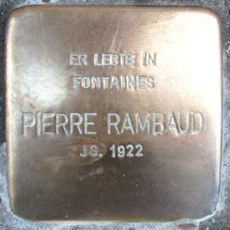 ER LEBTE IN
FONTAINES
PIERRE RAMBAUD
JG. 1922